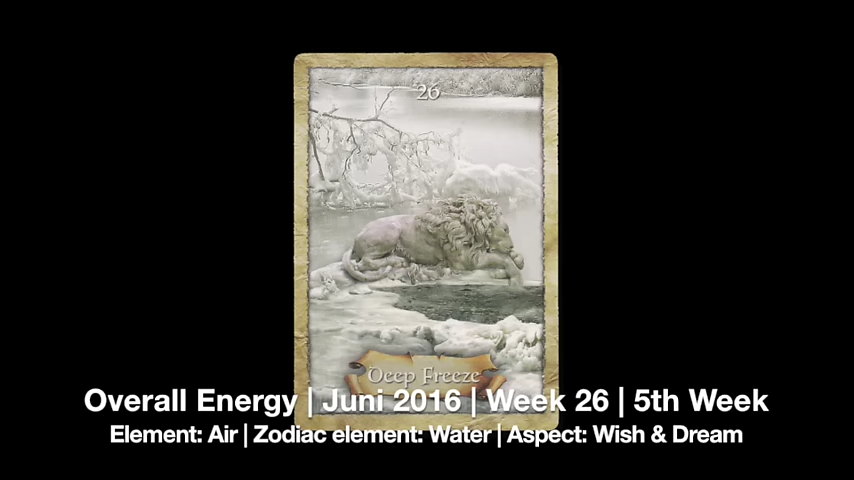 26
Deep Freeze
Overall Energy | Juni 2016 | Week 26 | 5th Week
Element: Air | Zodiac element: Water | Aspect: Wish & Dream